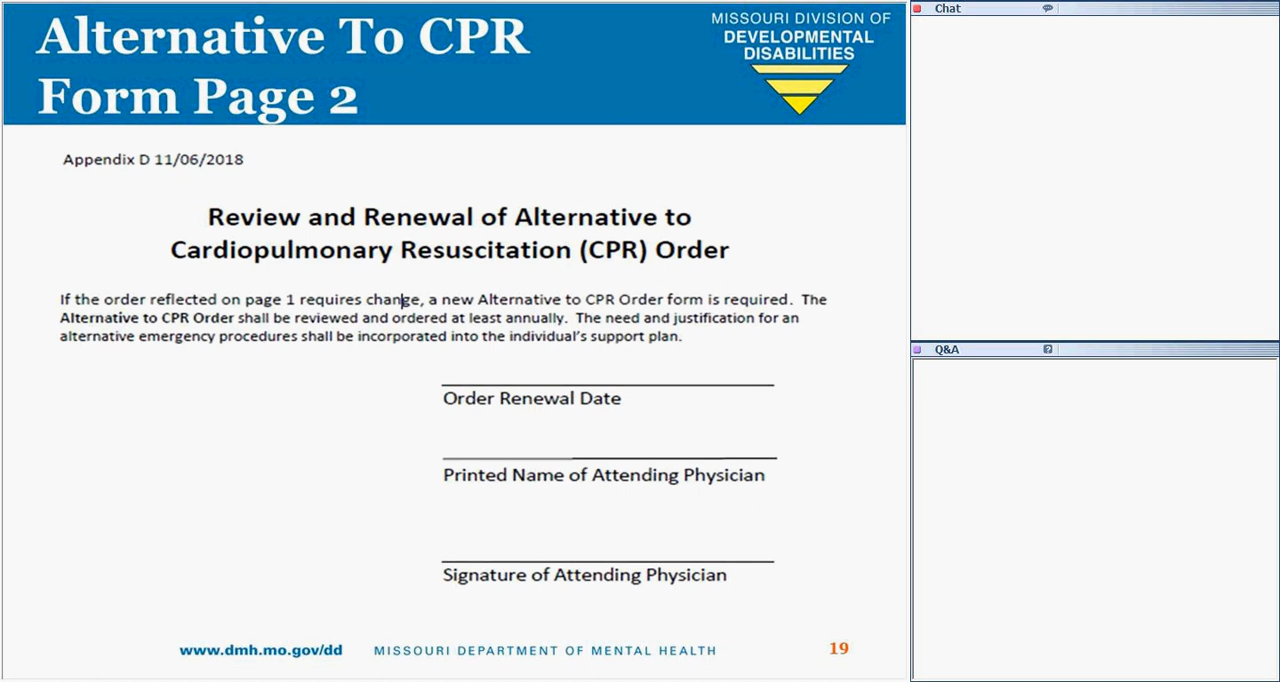 Alternative To CPR
Form Page 2
MISSOURI DIVISION OF
DEVELOPMENTAL
DISABILITIES
Appendix D 11/06/2018
Review and Renewal of Alternative to
Cardiopulmonary Resuscitation (CPR) Order
If the order reflected on page 1 requires change, a new Alternative to CPR Order form is required. The
Alternative to CPR Order shall be reviewed and ordered at least annually. The need and justification for an
alternative emergency procedures shall be incorporated into the individual's support plan.
Order Renewal Date
Printed Name of Attending Physician
Signature of Attending Physician
www.dmh.mo.gov/dd MISSOURI DEPARTMENT OF MENTAL HEALTH 19
Chat
Q&A